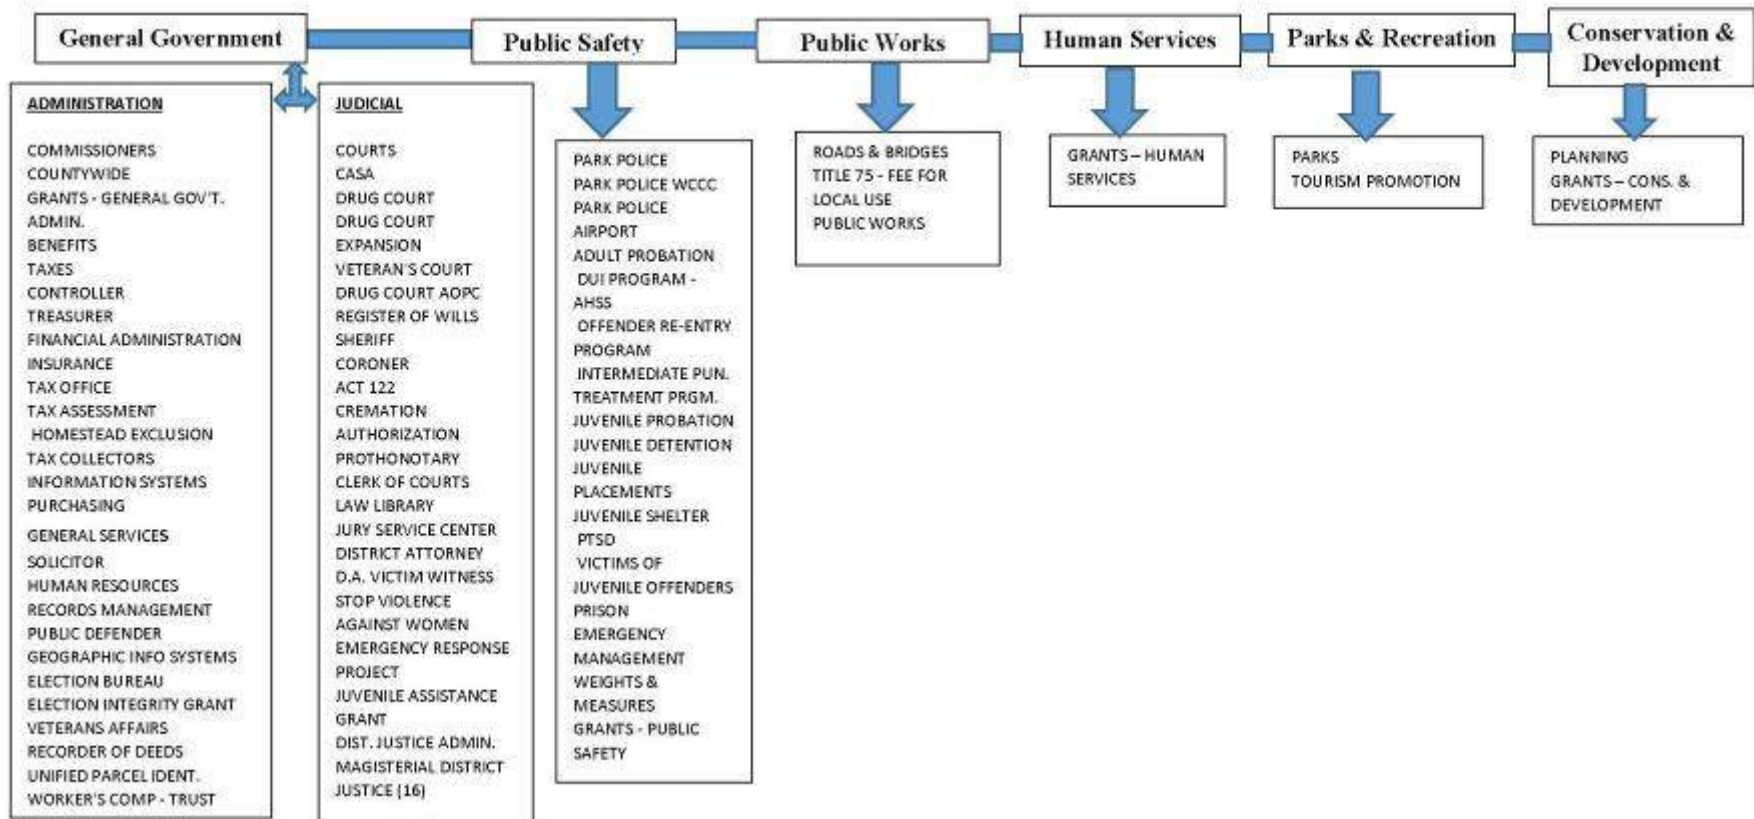 General Government
Public Safety
Public Works
Human Services
Parks & Recreation
Conservation &
Development
ADMINISTRATION
COMMISSIONERS
COUNTYWIDE
GRANTS - GENERAL GOV'T.
ADMIN.
BENEFITS
TAXES
CONTROLLER
TREASURER
FINANCIAL ADMINISTRATION
INSURANCE
TAX OFFICE
TAX ASSESSMENT
HOMESTEAD EXCLUSION
TAX COLLECTORS
INFORMATION SYSTEMS
PURCHASING
GENERAL SERVICES
SOLICITOR
HUMAN RESOURCES
RECORDS MANAGEMENT
PUBLIC DEFENDER
GEOGRAPHIC INFO SYSTEMS
ELECTION BUREAU
ELECTION INTEGRITY GRANT
VETERANS AFFAIRS
RECORDER OF DEEDS
UNIFIED PARCEL IDENT.
WORKER'S COMP - TRUST
JUDICIAL
COURTS
CASA
DRUG COURT
DRUG COURT
EXPANSION
VETERAN'S COURT
DRUG COURT AOPC
REGISTER OF WILLS
SHERIFF
CORONER
ACT 122
CREMATION
AUTHORIZATION
PROTHONOTARY
CLERK OF COURTS
LAW LIBRARY
JURY SERVICE CENTER
DISTRICT ATTORNEY
D.A. VICTIM WITNESS
STOP VIOLENCE
AGAINST WOMEN
EMERGENCY RESPONSE
PROJECT
JUVENILE ASSISTANCE
GRANT
DIST. JUSTICE ADMIN.
MAGISTERIAL DISTRICT
JUSTICE (16)
PARK POLICE
PARK POLICE WCCC
PARK POLICE
AIRPORT
ADULT PROBATION
DUI PROGRAM -
AHSS
OFFENDER RE-ENTRY
PROGRAM
INTERMEDIATE PUN.
TREATMENT PRGM.
JUVENILE PROBATION
JUVENILE DETENTION
JUVENILE
PLACEMENTS
JUVENILE SHELTER
PTSD
VICTIMS OF
JUVENILE OFFENDERS
PRISON
EMERGENCY
MANAGEMENT
WEIGHTS &
MEASURES
GRANTS - PUBLIC
SAFETY
ROADS & BRIDGES
TITLE 75 - FEE FOR
LOCAL USE
PUBLIC WORKS
GRANTS – HUMAN
SERVICES
PARKS
TOURISM PROMOTION
PLANNING
GRANTS – CONS. &
DEVELOPMENT